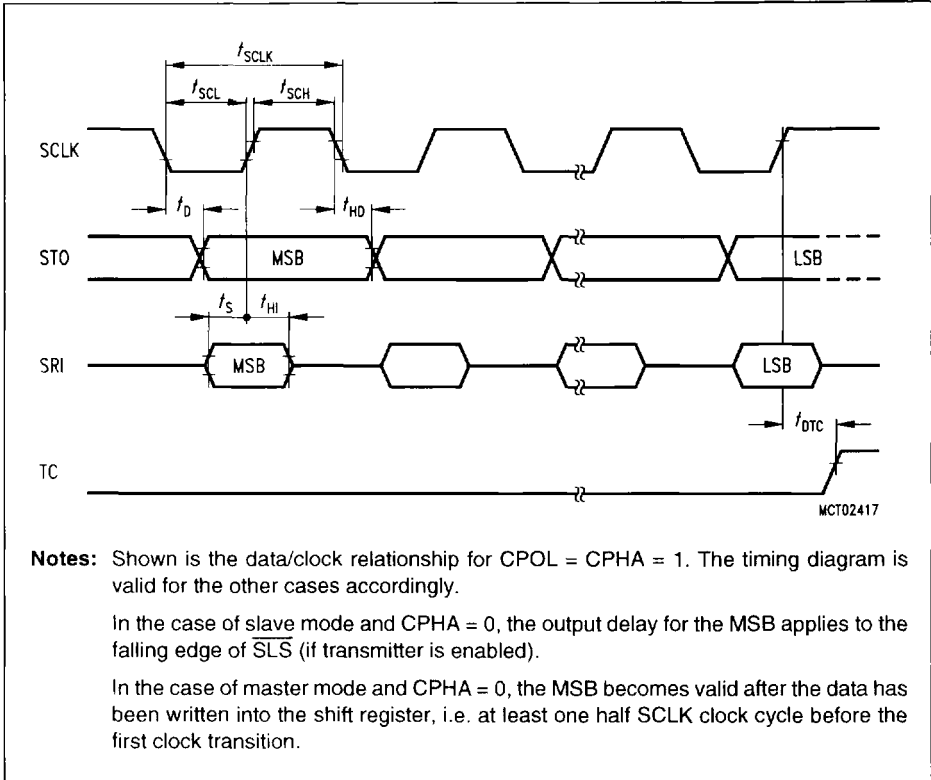 tSCLK
tSCL tSCH
SCLK
tD tHD
STO MSB LSB
tS tHI
SRI MSB LSB
tDTC
TC
MCT02417
Notes: Shown is the data/clock relationship for CPOL = CPHA = 1. The timing diagram is
valid for the other cases accordingly.
In the case of slave mode and CPHA = 0, the output delay for the MSB applies to the
falling edge of S̅L̅S̅ (if transmitter is enabled).
In the case of master mode and CPHA = 0, the MSB becomes valid after the data has
been written into the shift register, i.e. at least one half SCLK clock cycle before the
first clock transition.